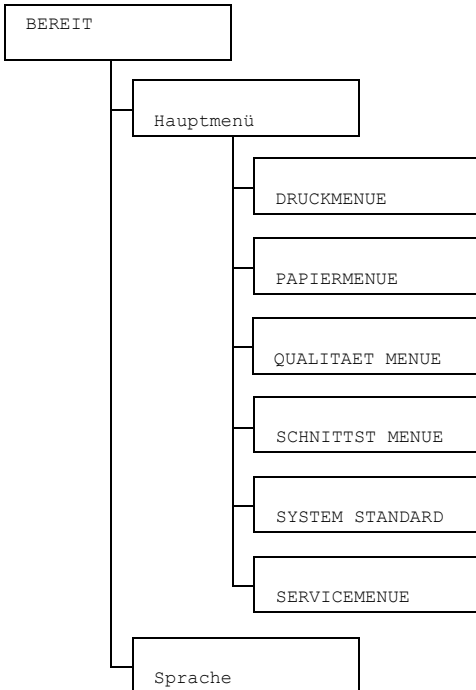 BEREIT
Hauptmenü
DRUCKMENUE
PAPIERMENUE
QUALITAET MENUE
SCHNITTST MENUE
SYSTEM STANDARD
SERVICEMENUE
Sprache